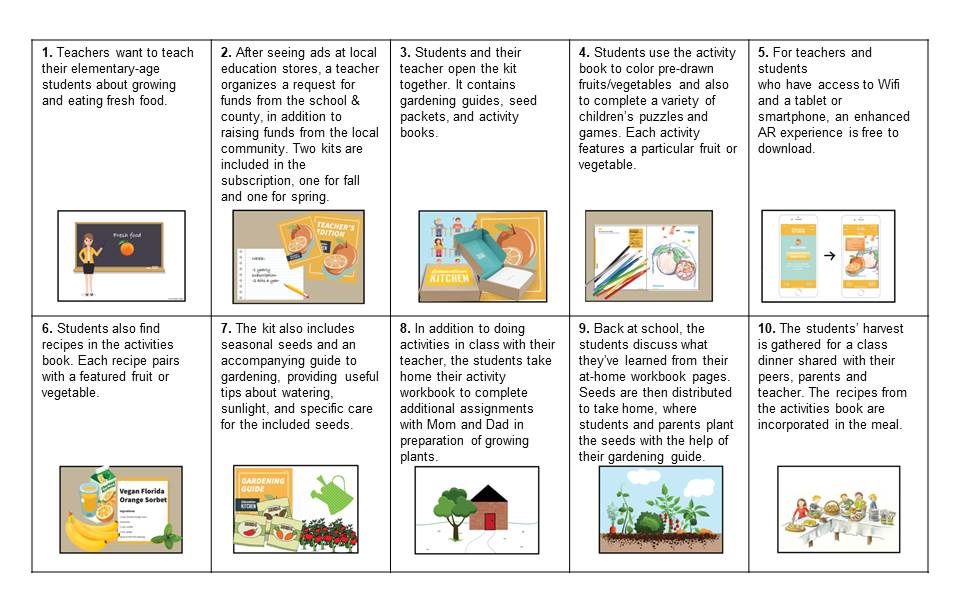 1. Teachers want to teach
their elementary-age
students about growing
and eating fresh food.
Fresh food
2. After seeing ads at local
education stores, a teacher
organizes a request for
funds from the school &
county, in addition to
raising funds from the local
community. Two kits are
included in the
subscription, one for fall
and one for spring.
TEACHER'S
EDITION
NEED:
-1 yearly
subscription
-2 kits a year
3. Students and their
teacher open the kit
together. It contains
gardening guides, seed
packets, and activity
books.
KITCHEN
4. Students use the activity
book to color pre-drawn
fruits/vegetables and also
to complete a variety of
children's puzzles and
games. Each activity
features a particular fruit or
vegetable.
5. For teachers and
students
who have access to Wifi
and a tablet or
smartphone, an enhanced
AR experience is free to
download.
6. Students also find
recipes in the activities
book. Each recipe pairs
with a featured fruit or
vegetable.
Vegan Florida
Orange Sorbet
Ingredients
7. The kit also includes
seasonal seeds and an
accompanying guide to
gardening, providing useful
tips about watering,
sunlight, and specific care
for the included seeds.
GARDENING
GUIDE
KITCHEN
8. In addition to doing
activities in class with their
teacher, the students take
home their activity
workbook to complete
additional assignments
with Mom and Dad in
preparation of growing
plants.
9. Back at school, the
students discuss what
they've learned from their
at-home workbook pages.
Seeds are then distributed
to take home, where
students and parents plant
the seeds with the help of
their gardening guide.
10. The students' harvest
is gathered for a class
dinner shared with their
peers, parents and
teacher. The recipes from
the activities book are
incorporated in the meal.